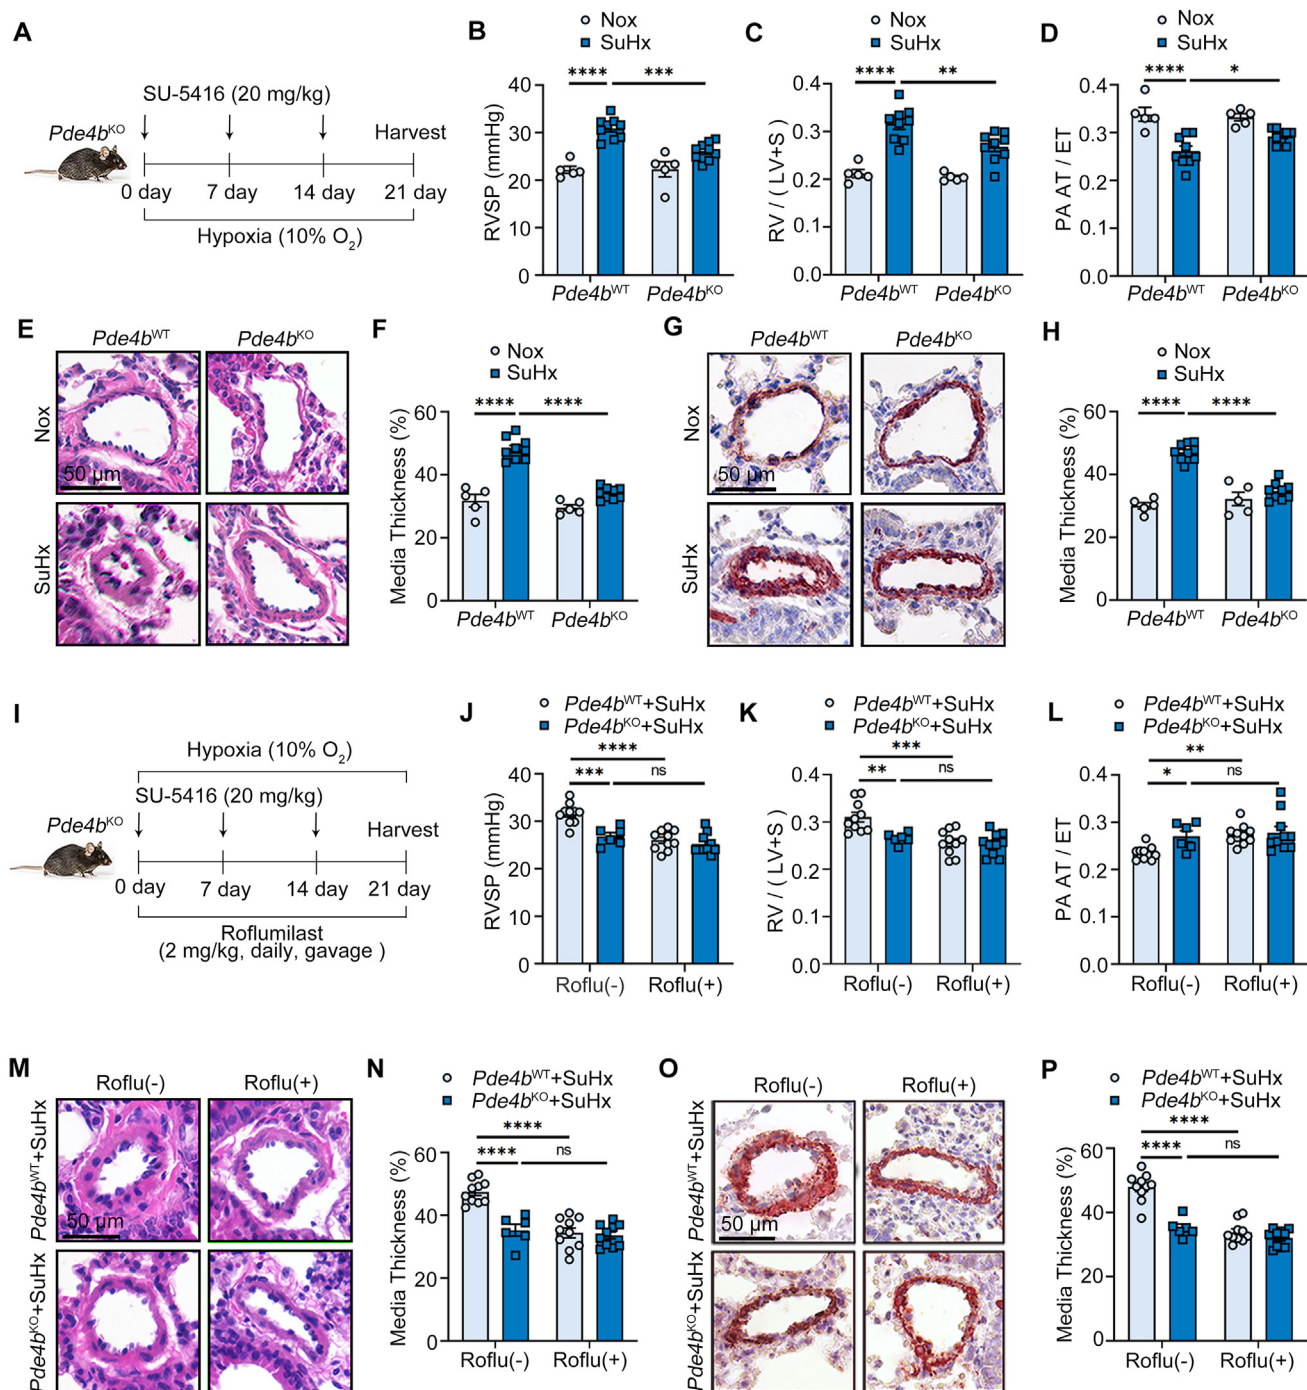 A
SU-5416 (20 mg/kg)
Pde4bᴷᴼ
Harvest
0 day 7 day 14 day 21 day
Hypoxia (10% O₂)
B
Nox
SuHx
**** ***
RVSP (mmHg)
40
30
20
10
0
Pde4bᵂᵀ Pde4bᴷᴼ
C
Nox
SuHx
**** **
RV / ( LV+S)
0.4
0.3
0.2
0.1
0.0
Pde4bᵂᵀ Pde4bᴷᴼ
D
Nox
SuHx
**** *
PA AT / ET
0.4
0.3
0.2
0.1
0.0
Pde4bᵂᵀ Pde4bᴷᴼ
E
Pde4bᵂᵀ Pde4bᴷᴼ
Nox
50 μm
SuHx
F
Nox
SuHx
**** ****
Media Thickness (%)
60
40
20
0
Pde4bᵂᵀ Pde4bᴷᴼ
G
Pde4bᵂᵀ Pde4bᴷᴼ
Nox
50 μm
SuHx
H
Nox
SuHx
**** ****
Media Thickness (%)
60
40
20
0
Pde4bᵂᵀ Pde4bᴷᴼ
I
Hypoxia (10% O₂)
SU-5416 (20 mg/kg)
Pde4bᴷᴼ
Harvest
0 day 7 day 14 day 21 day
Roflumilast
(2 mg/kg, daily, gavage )
J
Pde4bᵂᵀ+SuHx
Pde4bᴷᴼ+SuHx
****
*** ns
RVSP (mmHg)
40
30
20
10
0
Roflu(-) Roflu(+)
K
Pde4bᵂᵀ+SuHx
Pde4bᴷᴼ+SuHx
***
** ns
RV / ( LV+S)
0.4
0.3
0.2
0.1
0.0
Roflu(-) Roflu(+)
L
Pde4bᵂᵀ+SuHx
Pde4bᴷᴼ+SuHx
**
* ns
PA AT / ET
0.4
0.3
0.2
0.1
0.0
Roflu(-) Roflu(+)
M
Roflu(-) Roflu(+)
Pde4bᵂᵀ+SuHx
50 μm
Pde4bᴷᴼ+SuHx
N
Pde4bᵂᵀ+SuHx
Pde4bᴷᴼ+SuHx
****
**** ns
Media Thickness (%)
60
40
20
0
Roflu(-) Roflu(+)
O
Roflu(-) Roflu(+)
Pde4bᵂᵀ+SuHx
50 μm
Pde4bᴷᴼ+SuHx
P
Pde4bᵂᵀ+SuHx
Pde4bᴷᴼ+SuHx
****
**** ns
Media Thickness (%)
60
40
20
0
Roflu(-) Roflu(+)